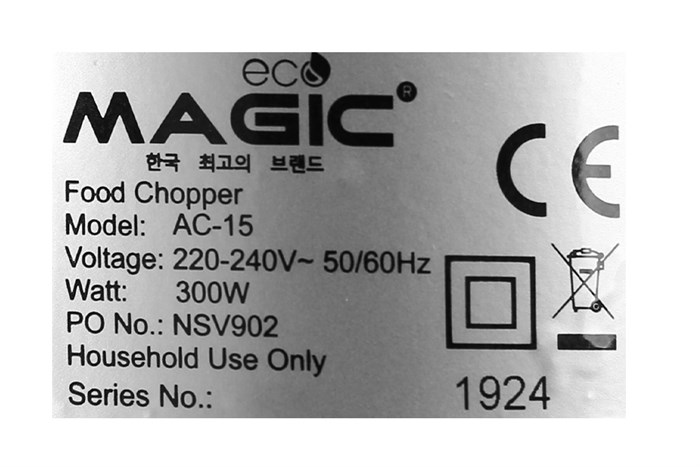 eco
MAGIC®
한국 최고의 브랜드
Food Chopper
Model: AC-15
Voltage: 220-240V~ 50/60Hz
Watt: 300W
PO No.: NSV902
Household Use Only
Series No.: 1924
CE